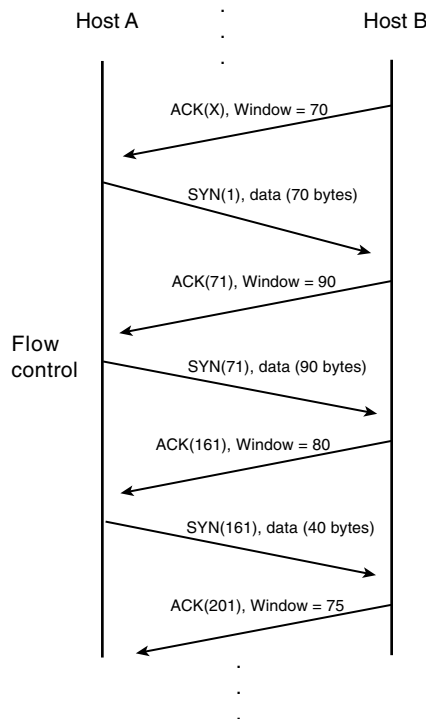 Host A
Host B
ACK(X), Window = 70
SYN(1), data (70 bytes)
ACK(71), Window = 90
Flow
control
SYN(71), data (90 bytes)
ACK(161), Window = 80
SYN(161), data (40 bytes)
ACK(201), Window = 75